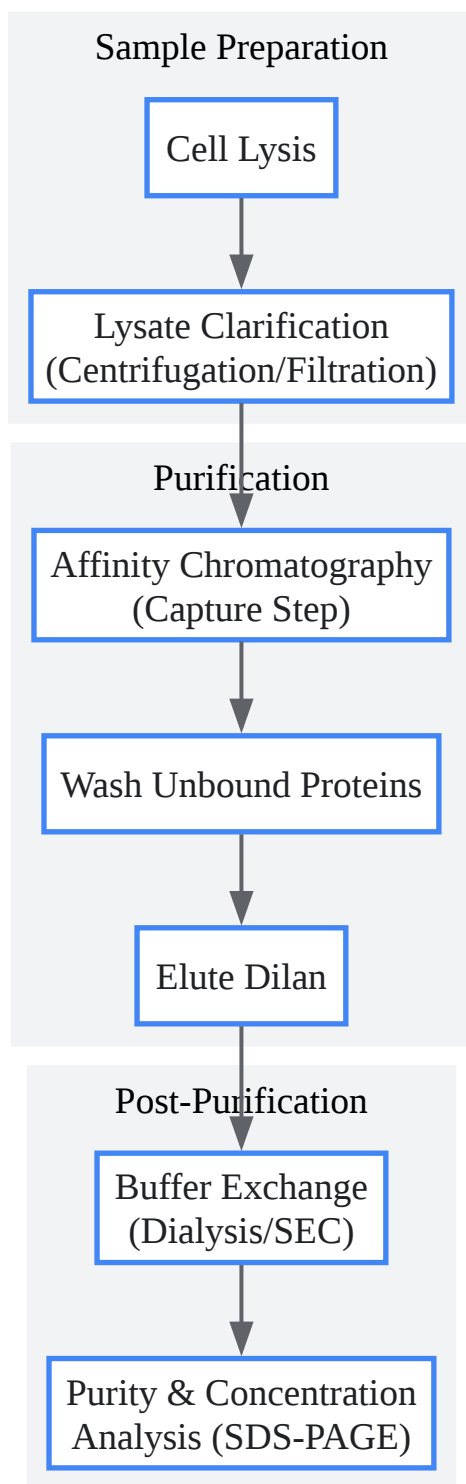 Sample Preparation
Cell Lysis
Lysate Clarification
(Centrifugation/Filtration)
Purification
Affinity Chromatography
(Capture Step)
Wash Unbound Proteins
Elute Dilan
Post-Purification
Buffer Exchange
(Dialysis/SEC)
Purity & Concentration
Analysis (SDS-PAGE)